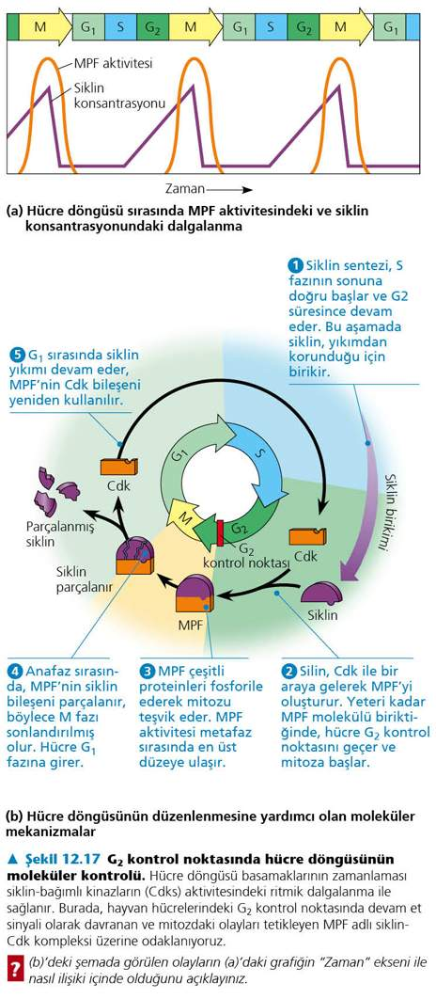 M G1 S G2 M G1 S G2 M G1
MPF aktivitesi
Siklin
konsantrasyonu
Zaman
(a) Hücre döngüsü sırasında MPF aktivitesindeki ve siklin
konsantrasyonundaki dalgalanma
1 Siklin sentezi, S
fazının sonuna
doğru başlar ve G2
süresince devam
eder. Bu aşamada
siklin, yıkımdan
korunduğu için
birikir.
5 G1 sırasında siklin
yıkımı devam eder,
MPF'nin Cdk bileşeni
yeniden kullanılır.
G1
S
Cdk
Siklin birikimi
Parçalanmış
siklin
M
G2
G2
kontrol noktası
Cdk
Siklin
parçalanır
MPF
Siklin
4 Anafaz sırasın-
da, MPF'nin siklin
bileşeni parçalanır,
böylece M fazı
sonlandırılmış
olur. Hücre G1
fazına girer.
3 MPF çeşitli
proteinleri fosforile
ederek mitozu
teşvik eder. MPF
aktivitesi metafaz
sırasında en üst
düzeye ulaşır.
2 Silin, Cdk ile bir
araya gelerek MPF'yi
oluşturur. Yeteri kadar
MPF molekülü birikti-
ğinde, hücre G2 kontrol
noktasını geçer ve
mitoza başlar.
(b) Hücre döngüsünün düzenlenmesine yardımcı olan moleküler
mekanizmalar
▲ Şekil 12.17 G2 kontrol noktasında hücre döngüsünün
moleküler kontrolü. Hücre döngüsü basamaklarının zamanlaması
siklin-bağımlı kinazların (Cdks) aktivitesindeki ritmik dalgalanma ile
sağlanır. Burada, hayvan hücrelerindeki G2 kontrol noktasında devam et
sinyali olarak davranan ve mitozdaki olayları tetikleyen MPF adlı siklin-
Cdk kompleksi üzerine odaklanıyoruz.
? (b)'deki şemada görülen olayların (a)'daki grafiğin "Zaman" ekseni ile
nasıl ilişiki içinde olduğunu açıklayınız.